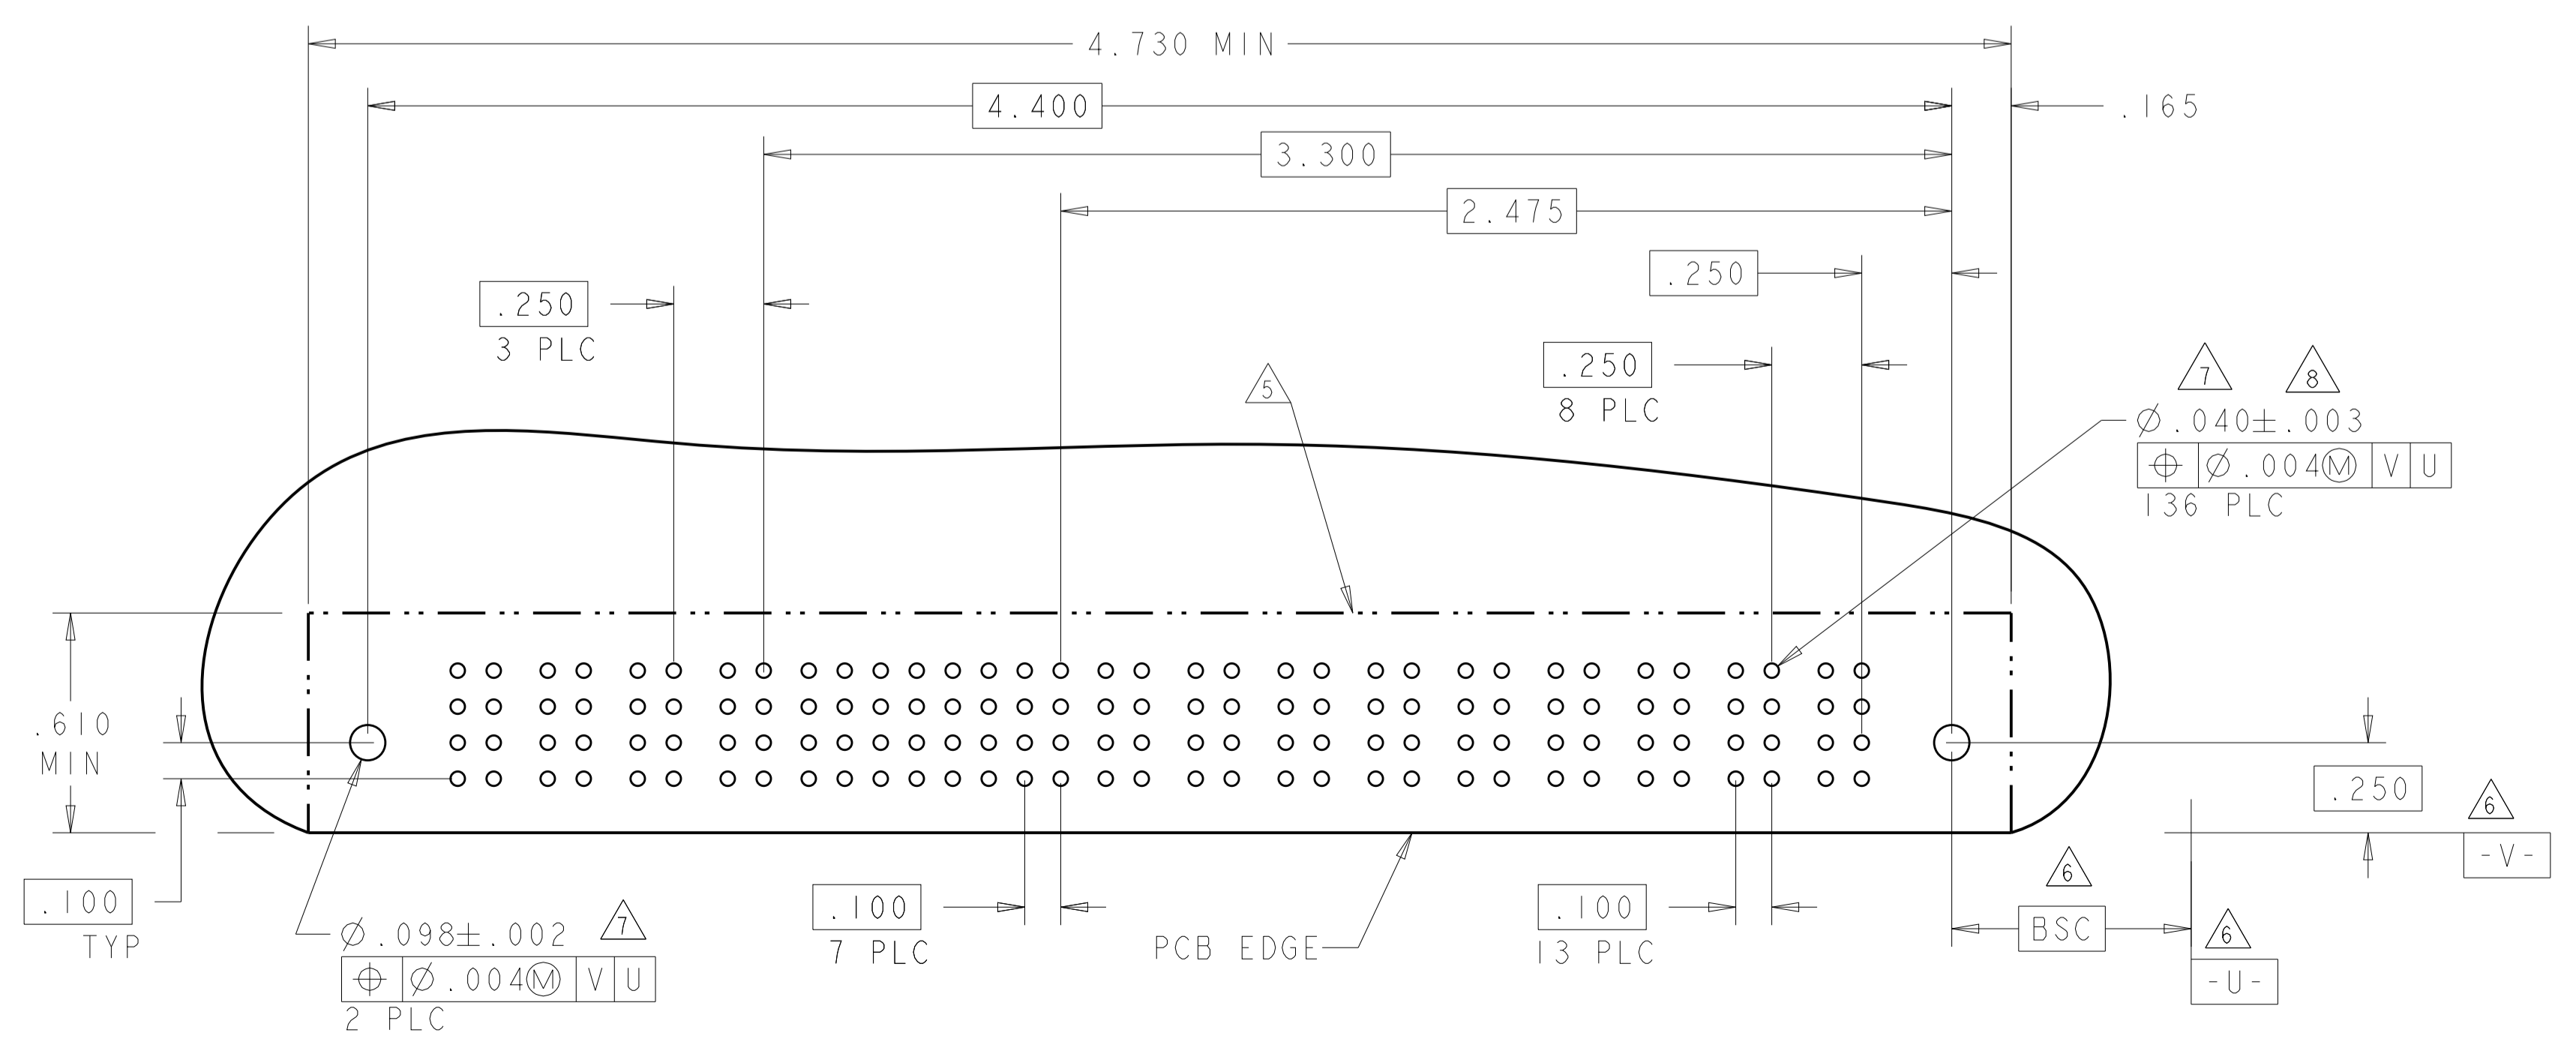 4.730 MIN
4.400
.165
3.300
2.475
.250
.250
3 PLC
.250
8 PLC
5
7 8
Ø.040±.003
⌖ Ø.004Ⓜ V U
136 PLC
.610
MIN
.250
6
-V-
.100
TYP
Ø.098±.002 7
⌖ Ø.004Ⓜ V U
2 PLC
.100
7 PLC
PCB EDGE
.100
13 PLC
6
BSC
6
-U-